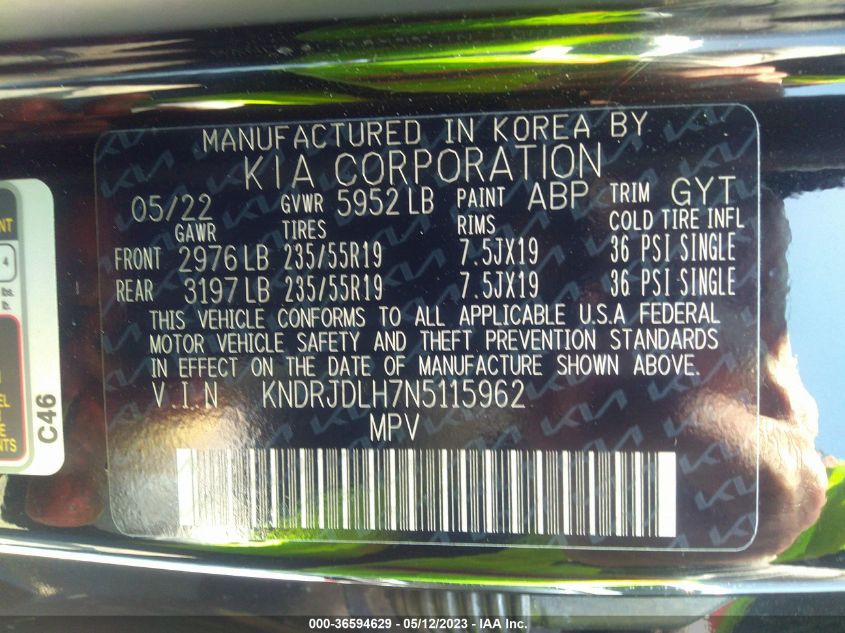 MANUFACTURED IN KOREA BY
KIA CORPORATION
05/22 GVWR 5952 LB PAINT ABP TRIM GYT
GAWR TIRES RIMS COLD TIRE INFL
FRONT 2976 LB 235/55R19 7.5JX19 36 PSI SINGLE
REAR 3197 LB 235/55R19 7.5JX19 36 PSI SINGLE
THIS VEHICLE CONFORMS TO ALL APPLICABLE U.S.A FEDERAL
MOTOR VEHICLE SAFETY AND THEFT PREVENTION STANDARDS
IN EFFECT ON THE DATE OF MANUFACTURE SHOWN ABOVE.
V.I.N KNDRJDLH7N5115962
MPV
C46
4
000-36594629 - 05/12/2023 - IAA Inc.